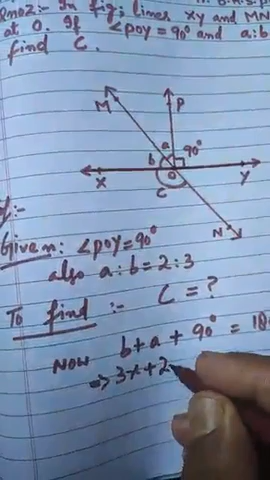 Qno2:- In fig; lines XY and MN
at O. If ∠POY = 90° and a:b
find C.
M
P
a
90°
b
O
X
C
Y
N
Given: ∠POY = 90°
also a:b = 2:3
To find :- C = ?
NOW b + a + 90° =
⇒ 3x + 2